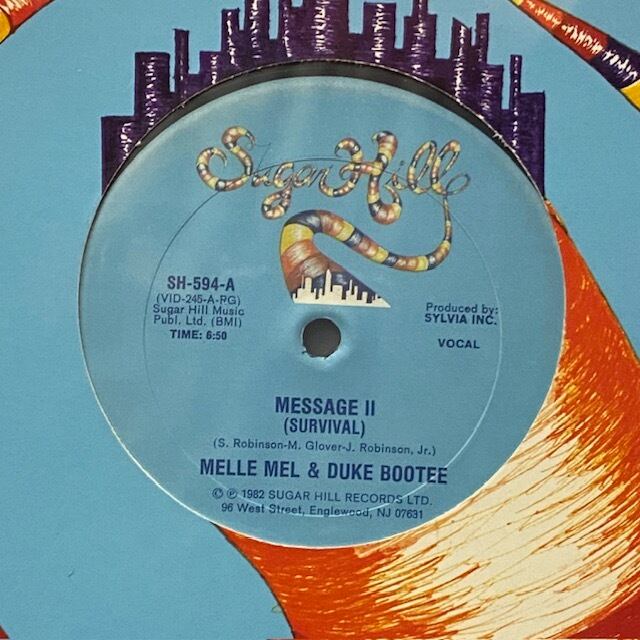 Sugar Hill
SH-594-A
(VID-245-A-RG)
Sugar Hill Music
Publ. Ltd. (BMI)
TIME: 6:50
Produced by:
SYLVIA INC.
VOCAL
MESSAGE II
(SURVIVAL)
(S. Robinson-M. Glover-J. Robinson, Jr.)
MELLE MEL & DUKE BOOTEE
© ℗ 1982 SUGAR HILL RECORDS LTD.
96 West Street, Englewood, NJ 07631